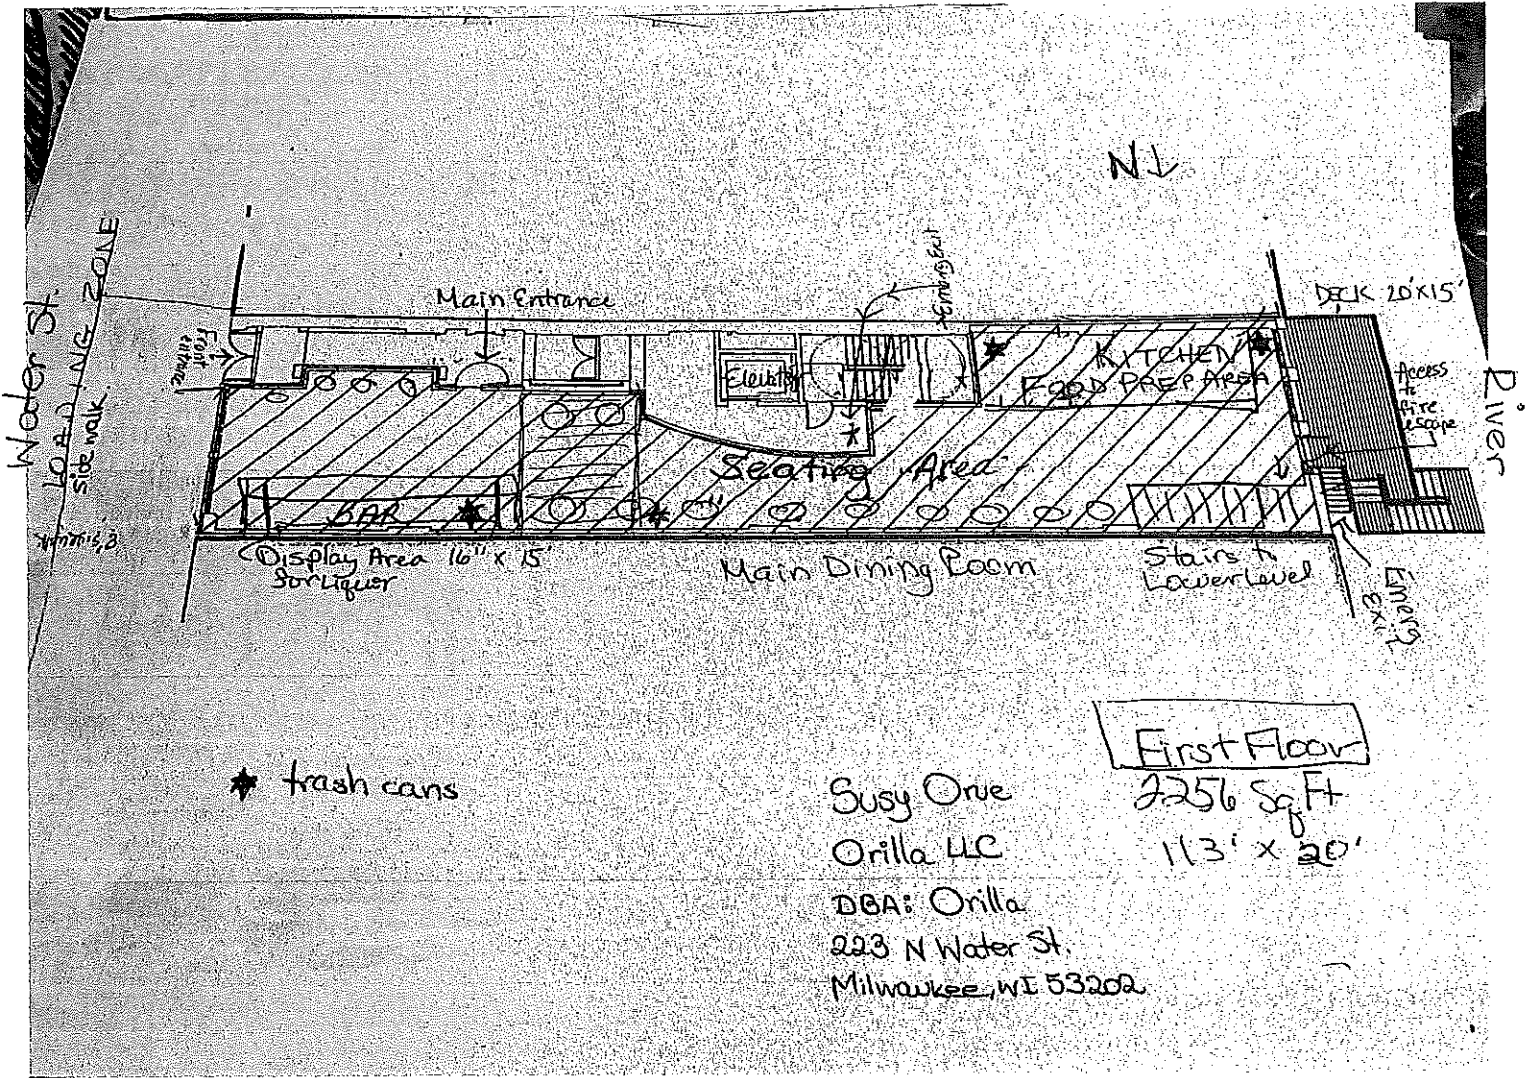 N↓
Water St.
LOADING ZONE
side walk
Front
entrance
Main Entrance
DECK 20'X15'
River
Access
to
fire
escape
Elevator
KITCHEN
FOOD PREP AREA
Seating Area
BAR
Display Area 16" x 15'
for Liquor
Main Dining Room
Stairs to
Lower Level
Emerg
Exit
First Floor
2256 Sq Ft
113' x 20'
★ trash cans
Susy Orue
Orilla LLC
DBA: Orilla
223 N Water St.
Milwaukee, WI 53202